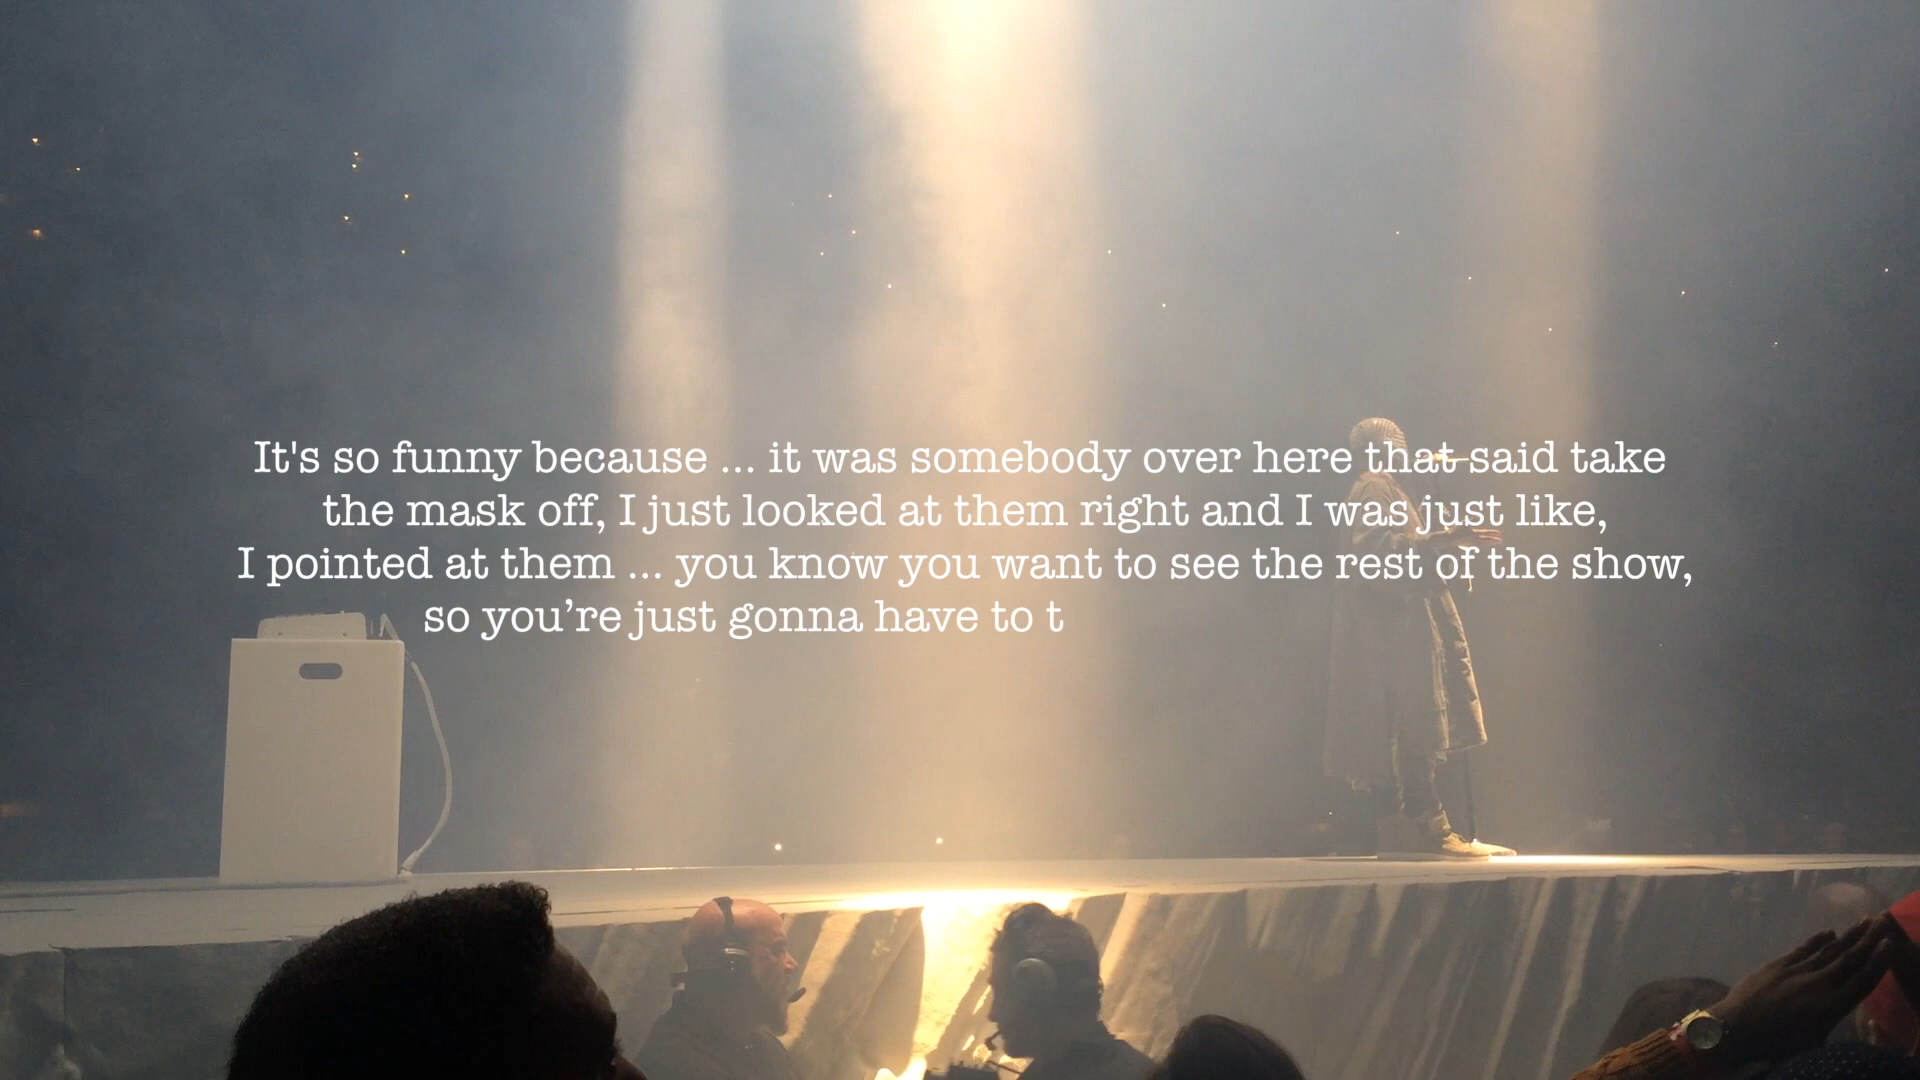 It's so funny because ... it was somebody over here that said take
the mask off, I just looked at them right and I was just like,
I pointed at them ... you know you want to see the rest of the show,
so you’re just gonna have to t